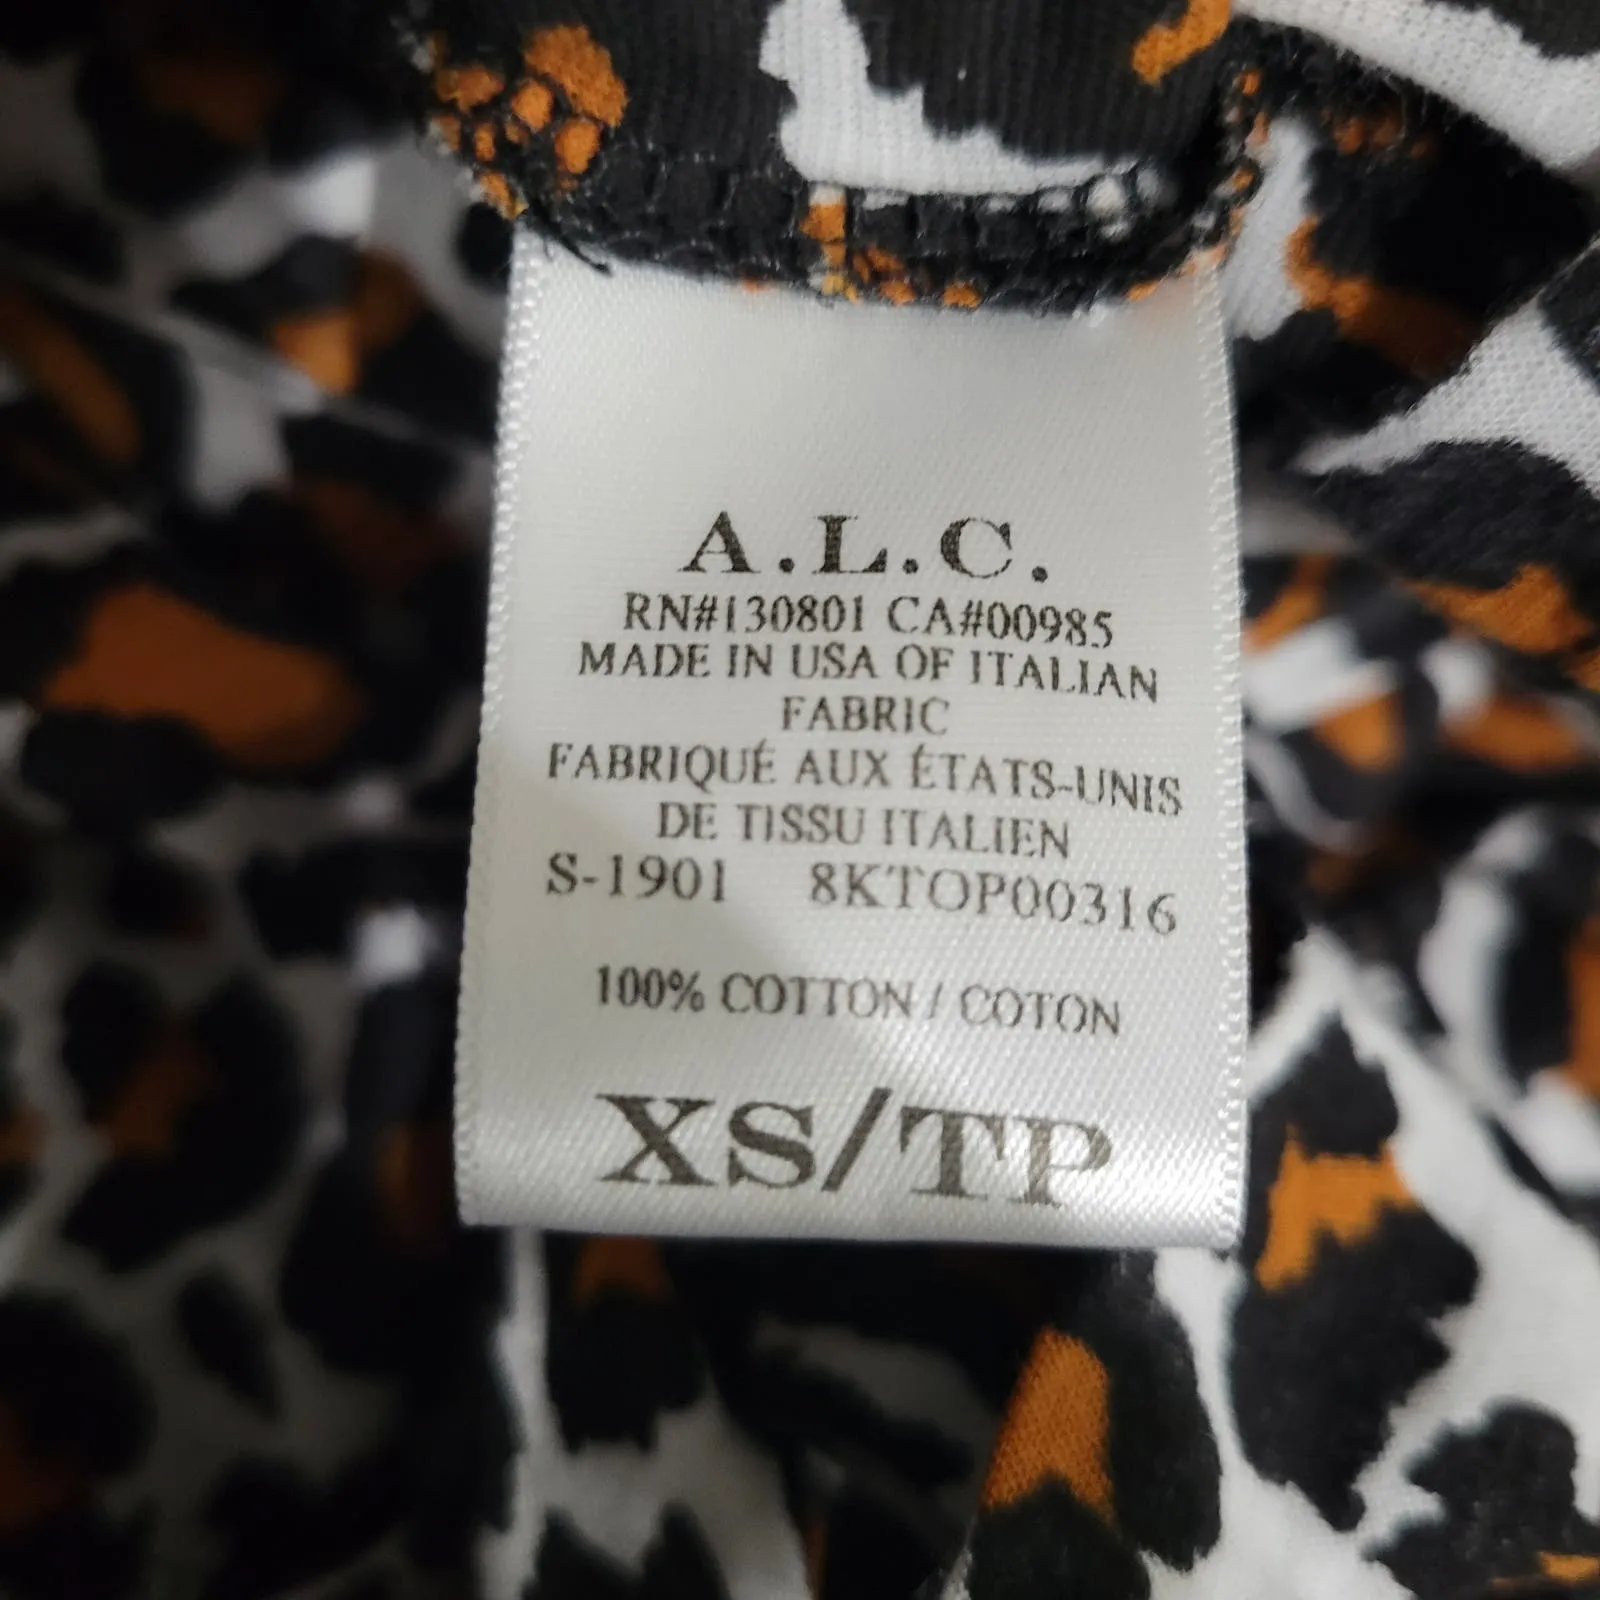 A.L.C.
RN#130801 CA#00985
MADE IN USA OF ITALIAN
FABRIC
FABRIQUÉ AUX ÉTATS-UNIS
DE TISSU ITALIEN
S-1901 8KTOP00316
100% COTTON / COTON
XS/TP